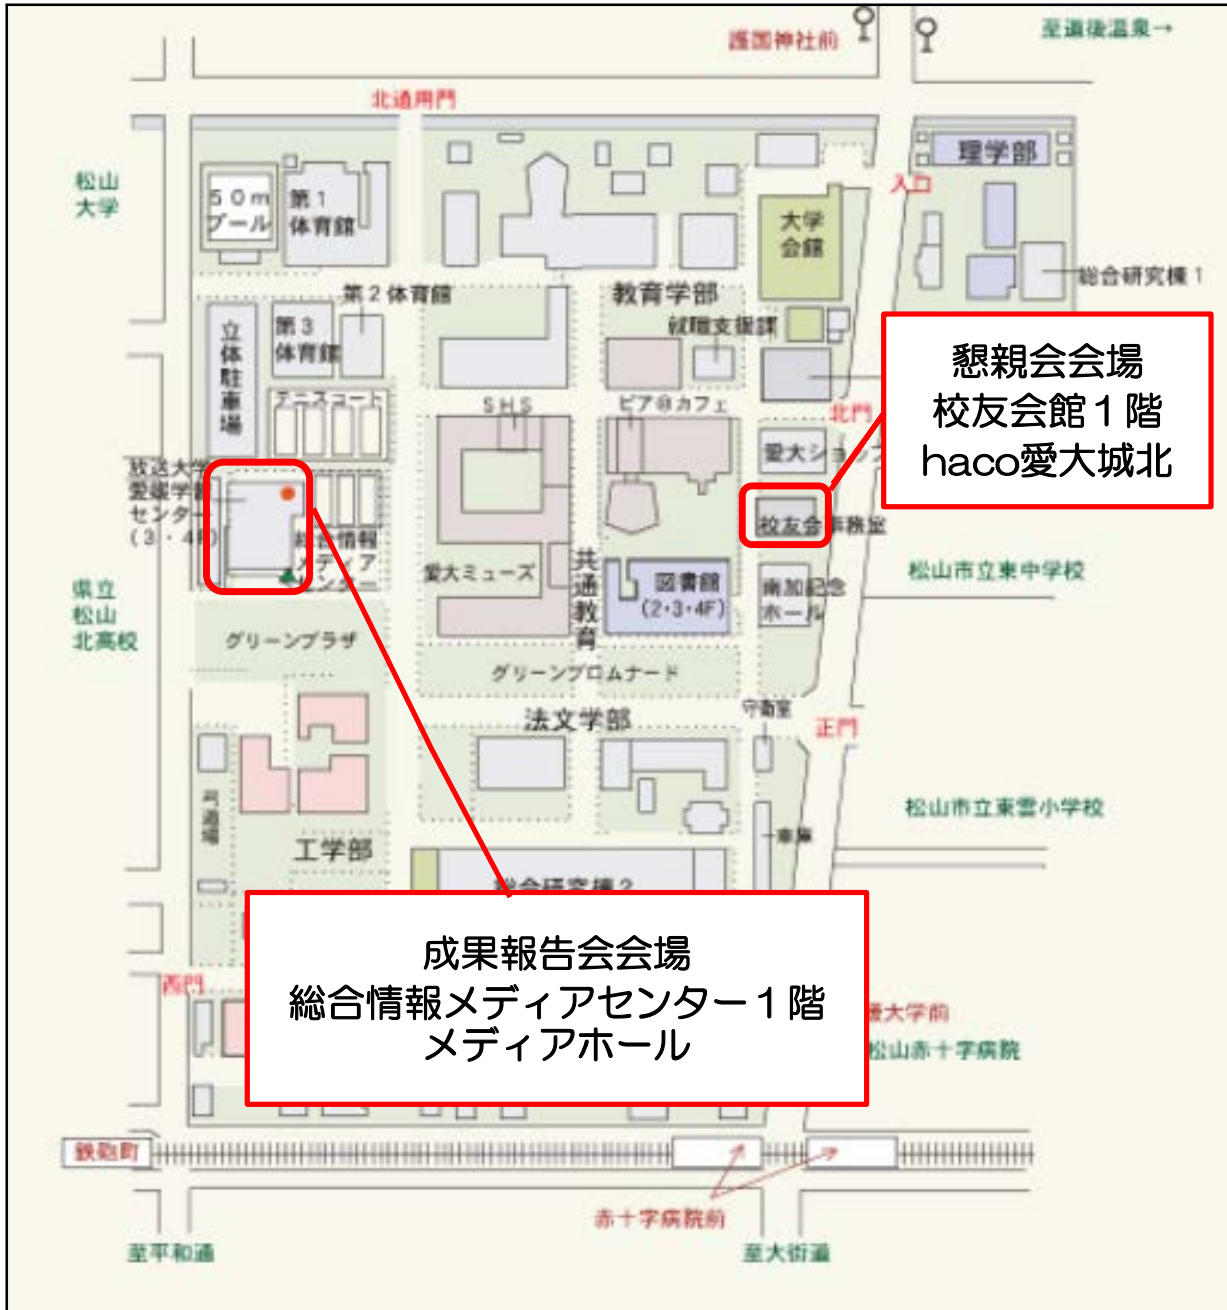 護国神社前
至道後温泉→
北通用門
松山
大学
50m
プール
第1
体育館
理学部
入口
大学
会館
総合研究棟1
第2体育館
教育学部
就職支援課
立体駐車場
第3
体育館
テニスコート
懇親会会場
校友会館1階
haco愛大城北
SHS
ピア@カフェ
北門
愛大ショップ
放送大学
愛媛学習
センター
(3・4F)
総合情報
メディア
センター
校友会事務室
愛大ミューズ
共通教育
図書館
(2・3・4F)
南加記念
ホール
松山市立東中学校
県立
松山
北高校
グリーンプラザ
グリーンプロムナード
法文学部
守衛室
正門
弓道場
松山市立東雲小学校
工学部
車庫
総合研究棟2
成果報告会会場
総合情報メディアセンター1階
メディアホール
西門
大学前
松山赤十字病院
鉄砲町
赤十字病院前
至平和通
至大街道